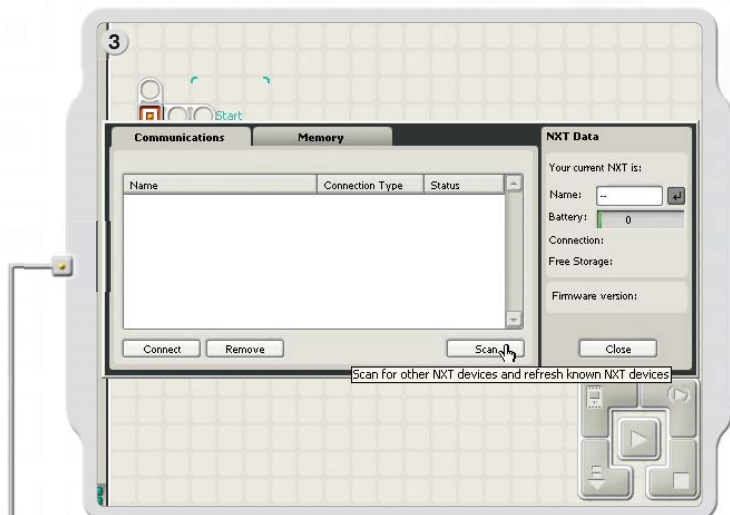 3
Start
Communications
Memory
Name
Connection Type
Status
Connect
Remove
Scan
Scan for other NXT devices and refresh known NXT devices
NXT Data
Your current NXT is:
Name: --
Battery: 0
Connection:
Free Storage:
Firmware version:
Close